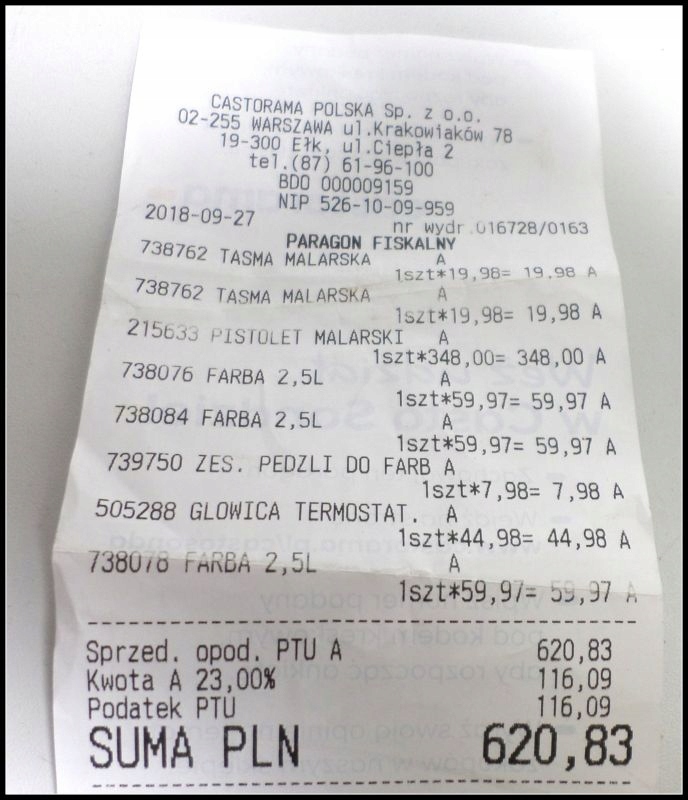 CASTORAMA POLSKA Sp. z o.o.
02-255 WARSZAWA ul.Krakowiaków 78
19-300 Ełk, ul.Ciepła 2
tel.(87) 61-96-100
BDO 000009159
NIP 526-10-09-959
2018-09-27 nr wydr.016728/0163
PARAGON FISKALNY
738762 TASMA MALARSKA A
1szt*19,98= 19,98 A
738762 TASMA MALARSKA A
1szt*19,98= 19,98 A
215633 PISTOLET MALARSKI A
1szt*348,00= 348,00 A
738076 FARBA 2,5L A
1szt*59,97= 59,97 A
738084 FARBA 2,5L A
1szt*59,97= 59,97 A
739750 ZES. PEDZLI DO FARB A
1szt*7,98= 7,98 A
505288 GLOWICA TERMOSTAT. A
1szt*44,98= 44,98 A
738078 FARBA 2,5L A
1szt*59,97= 59,97 A
Sprzed. opod. PTU A 620,83
Kwota A 23,00% 116,09
Podatek PTU 116,09
SUMA PLN 620,83